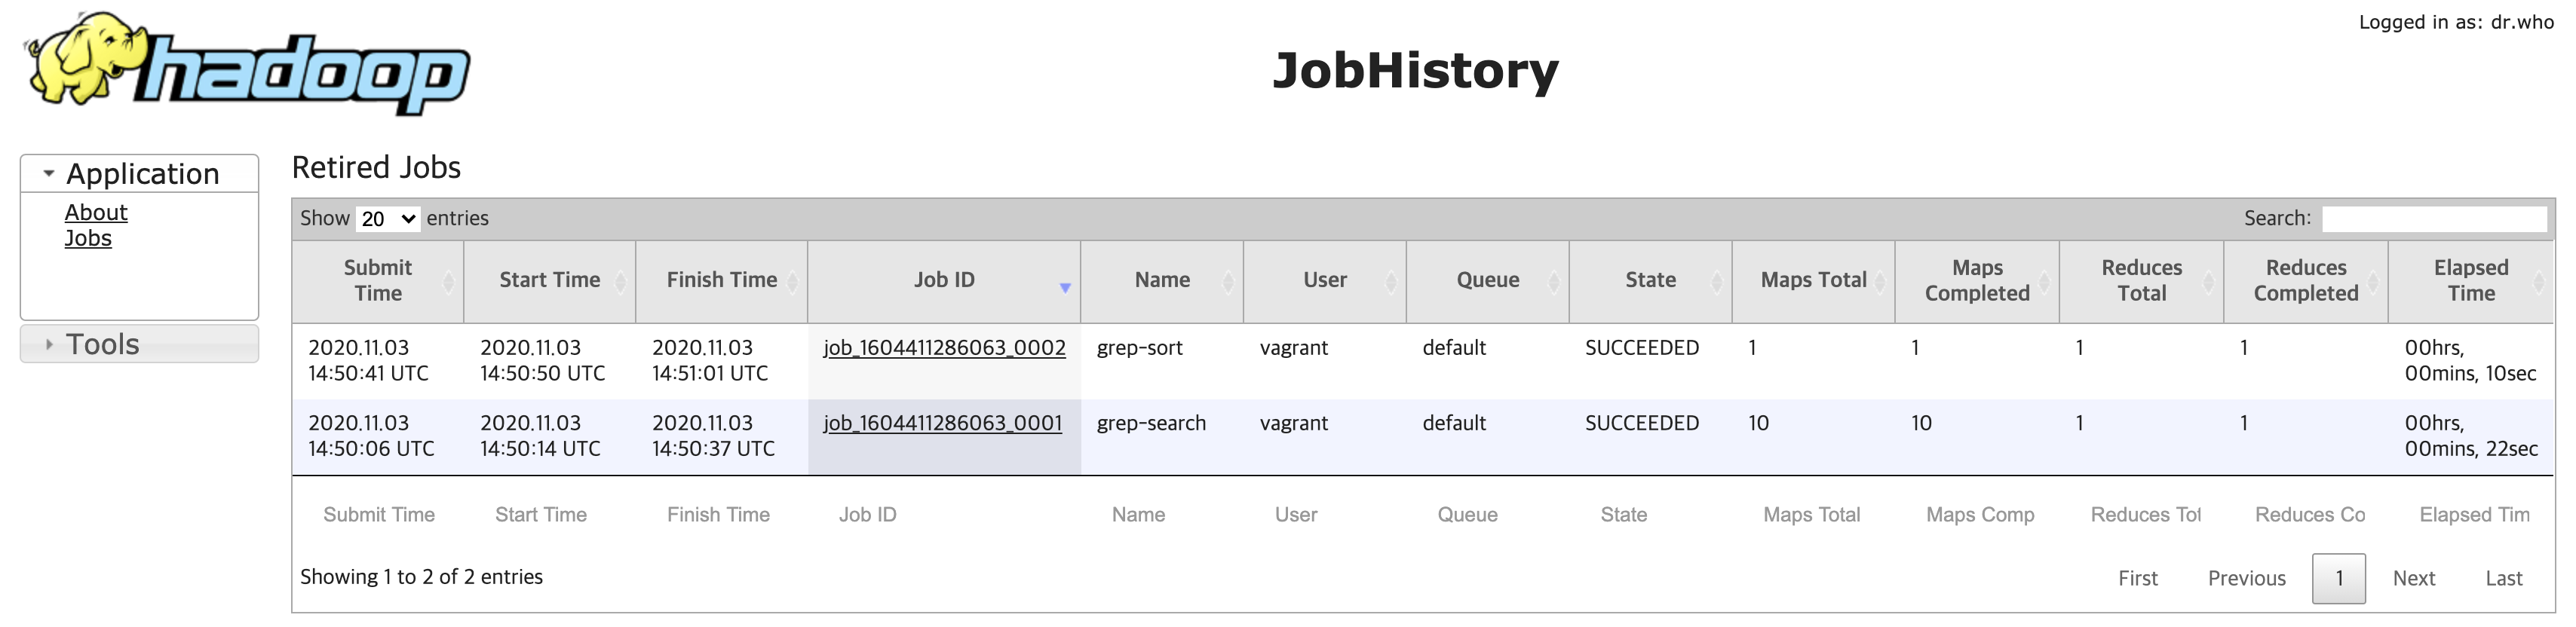 hadoop
JobHistory
Logged in as: dr.who
Application
About
Jobs
Tools
Retired Jobs
Show 20 entries
Search:
Submit Time
Start Time
Finish Time
Job ID
Name
User
Queue
State
Maps Total
Maps Completed
Reduces Total
Reduces Completed
Elapsed Time
2020.11.03 14:50:41 UTC
2020.11.03 14:50:50 UTC
2020.11.03 14:51:01 UTC
job_1604411286063_0002
grep-sort
vagrant
default
SUCCEEDED
1
1
1
1
00hrs, 00mins, 10sec
2020.11.03 14:50:06 UTC
2020.11.03 14:50:14 UTC
2020.11.03 14:50:37 UTC
job_1604411286063_0001
grep-search
vagrant
default
SUCCEEDED
10
10
1
1
00hrs, 00mins, 22sec
Submit Time
Start Time
Finish Time
Job ID
Name
User
Queue
State
Maps Total
Maps Comp
Reduces Tot
Reduces Co
Elapsed Tim
Showing 1 to 2 of 2 entries
First Previous 1 Next Last